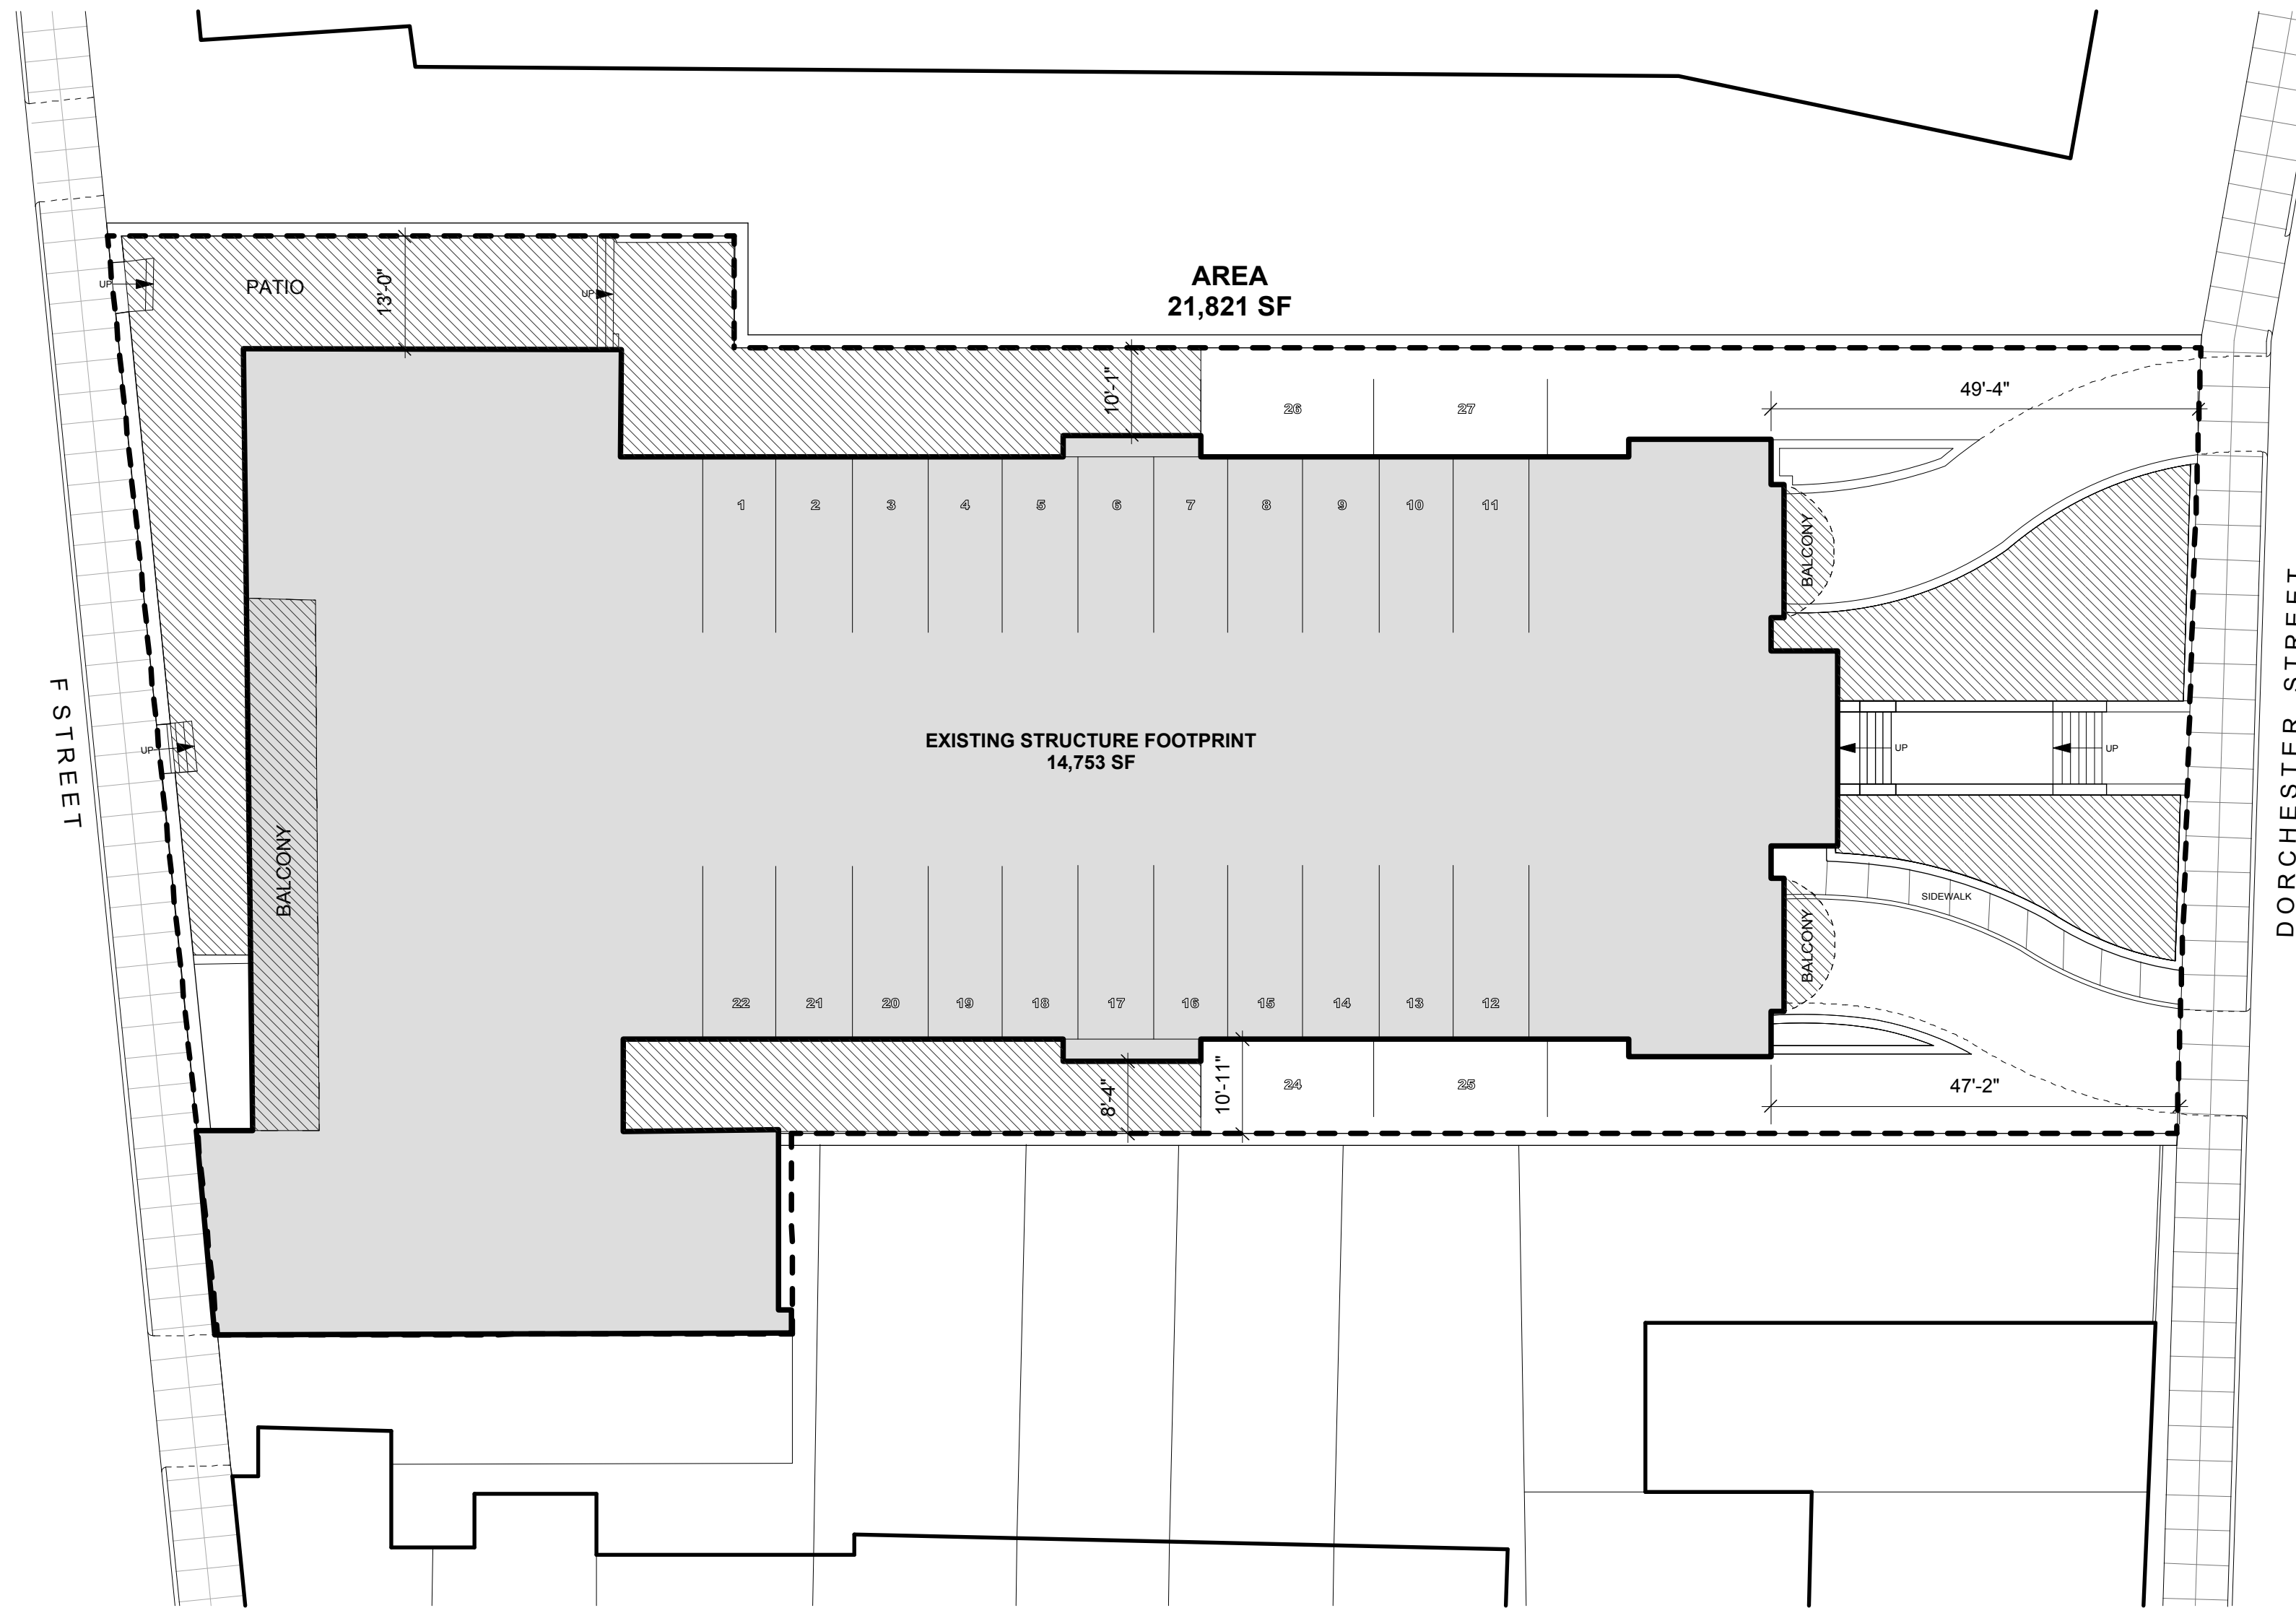 AREA
21,821 SF
UP
PATIO
13'-0"
UP
10'-1"
26
27
49'-4"
1
2
3
4
5
6
7
8
9
10
11
BALCONY
F STREET
UP
BALCONY
EXISTING STRUCTURE FOOTPRINT
14,753 SF
UP
UP
DORCHESTER STREET
SIDEWALK
BALCONY
22
21
20
19
18
17
16
15
14
13
12
8'-4"
10'-11"
24
25
47'-2"